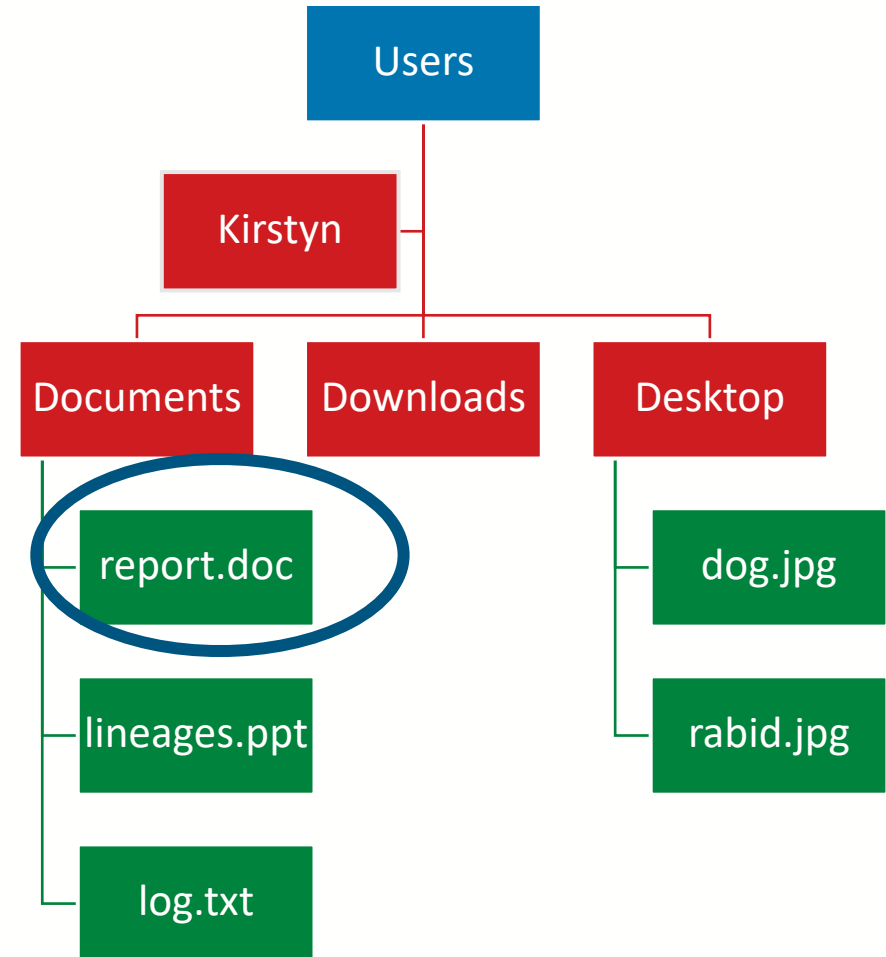 Users
Kirstyn
Documents
Downloads
Desktop
report.doc
dog.jpg
lineages.ppt
rabid.jpg
log.txt